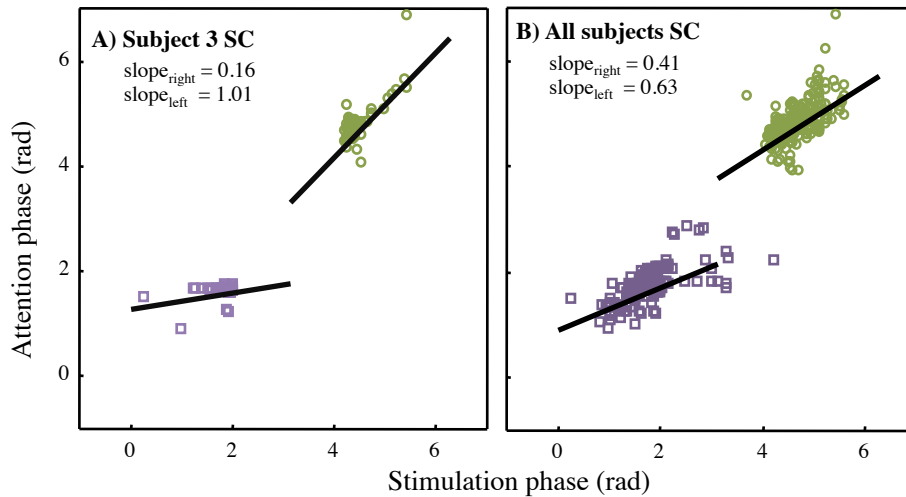 A) Subject 3 SC
slope_right = 0.16
slope_left = 1.01
B) All subjects SC
slope_right = 0.41
slope_left = 0.63
6
4
2
0
Attention phase (rad)
0 2 4 6
0 2 4 6
Stimulation phase (rad)